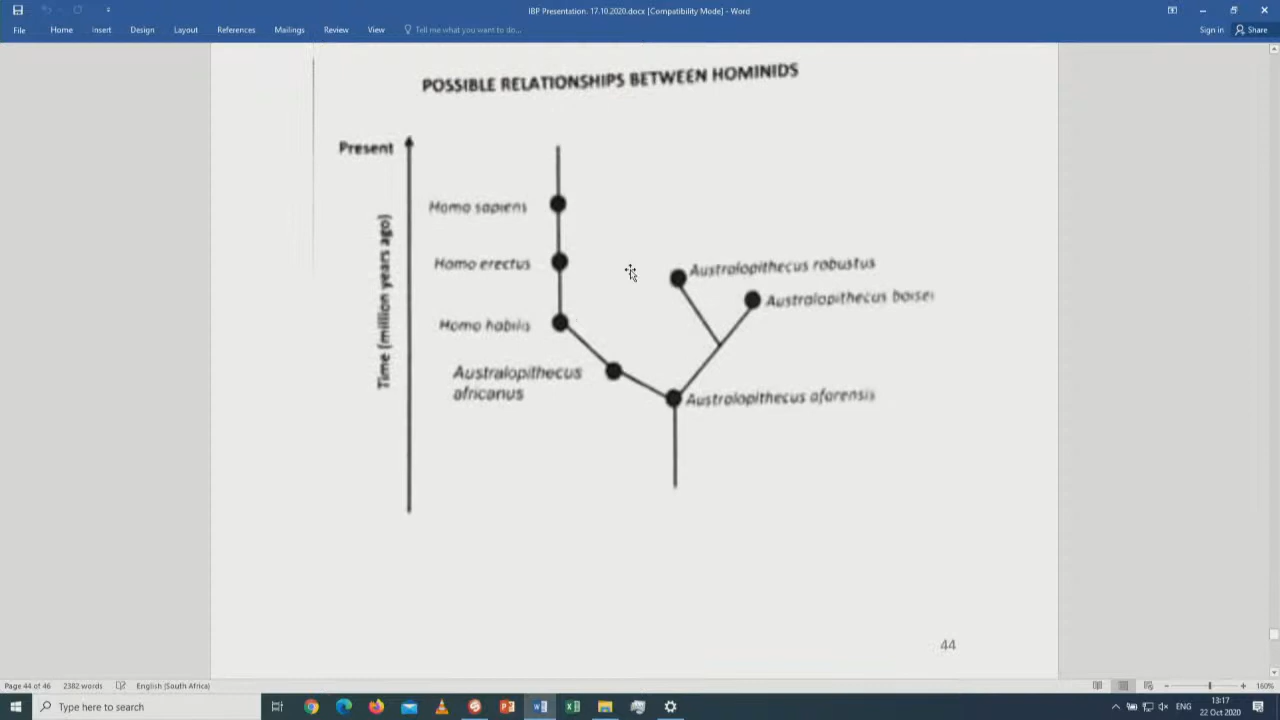 IBP Presentation. 17.10.2020.docx [Compatibility Mode] - Word
File Home Insert Design Layout References Mailings Review View Tell me what you want to do... Sign in Share
POSSIBLE RELATIONSHIPS BETWEEN HOMINIDS
Present
Time (million years ago)
Homo sapiens
Homo erectus
Australopithecus robustus
Australopithecus boisei
Homo habilis
Australopithecus
africanus
Australopithecus afarensis
44
Page 44 of 46 2382 words English (South Africa) 160%
Type here to search
ENG
13:17
22 Oct 2020